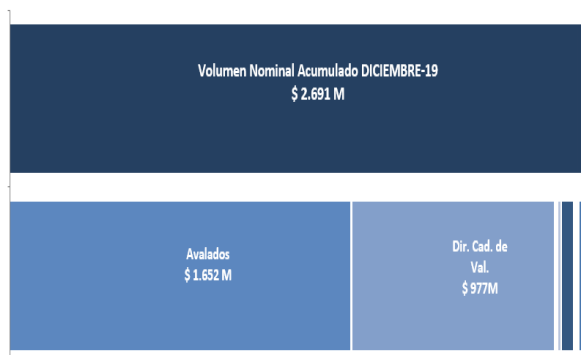 Volumen Nominal Acumulado DICIEMBRE-19
$ 2.691 M
Avalados
$ 1.652 M
Dir. Cad. de
Val.
$ 977M